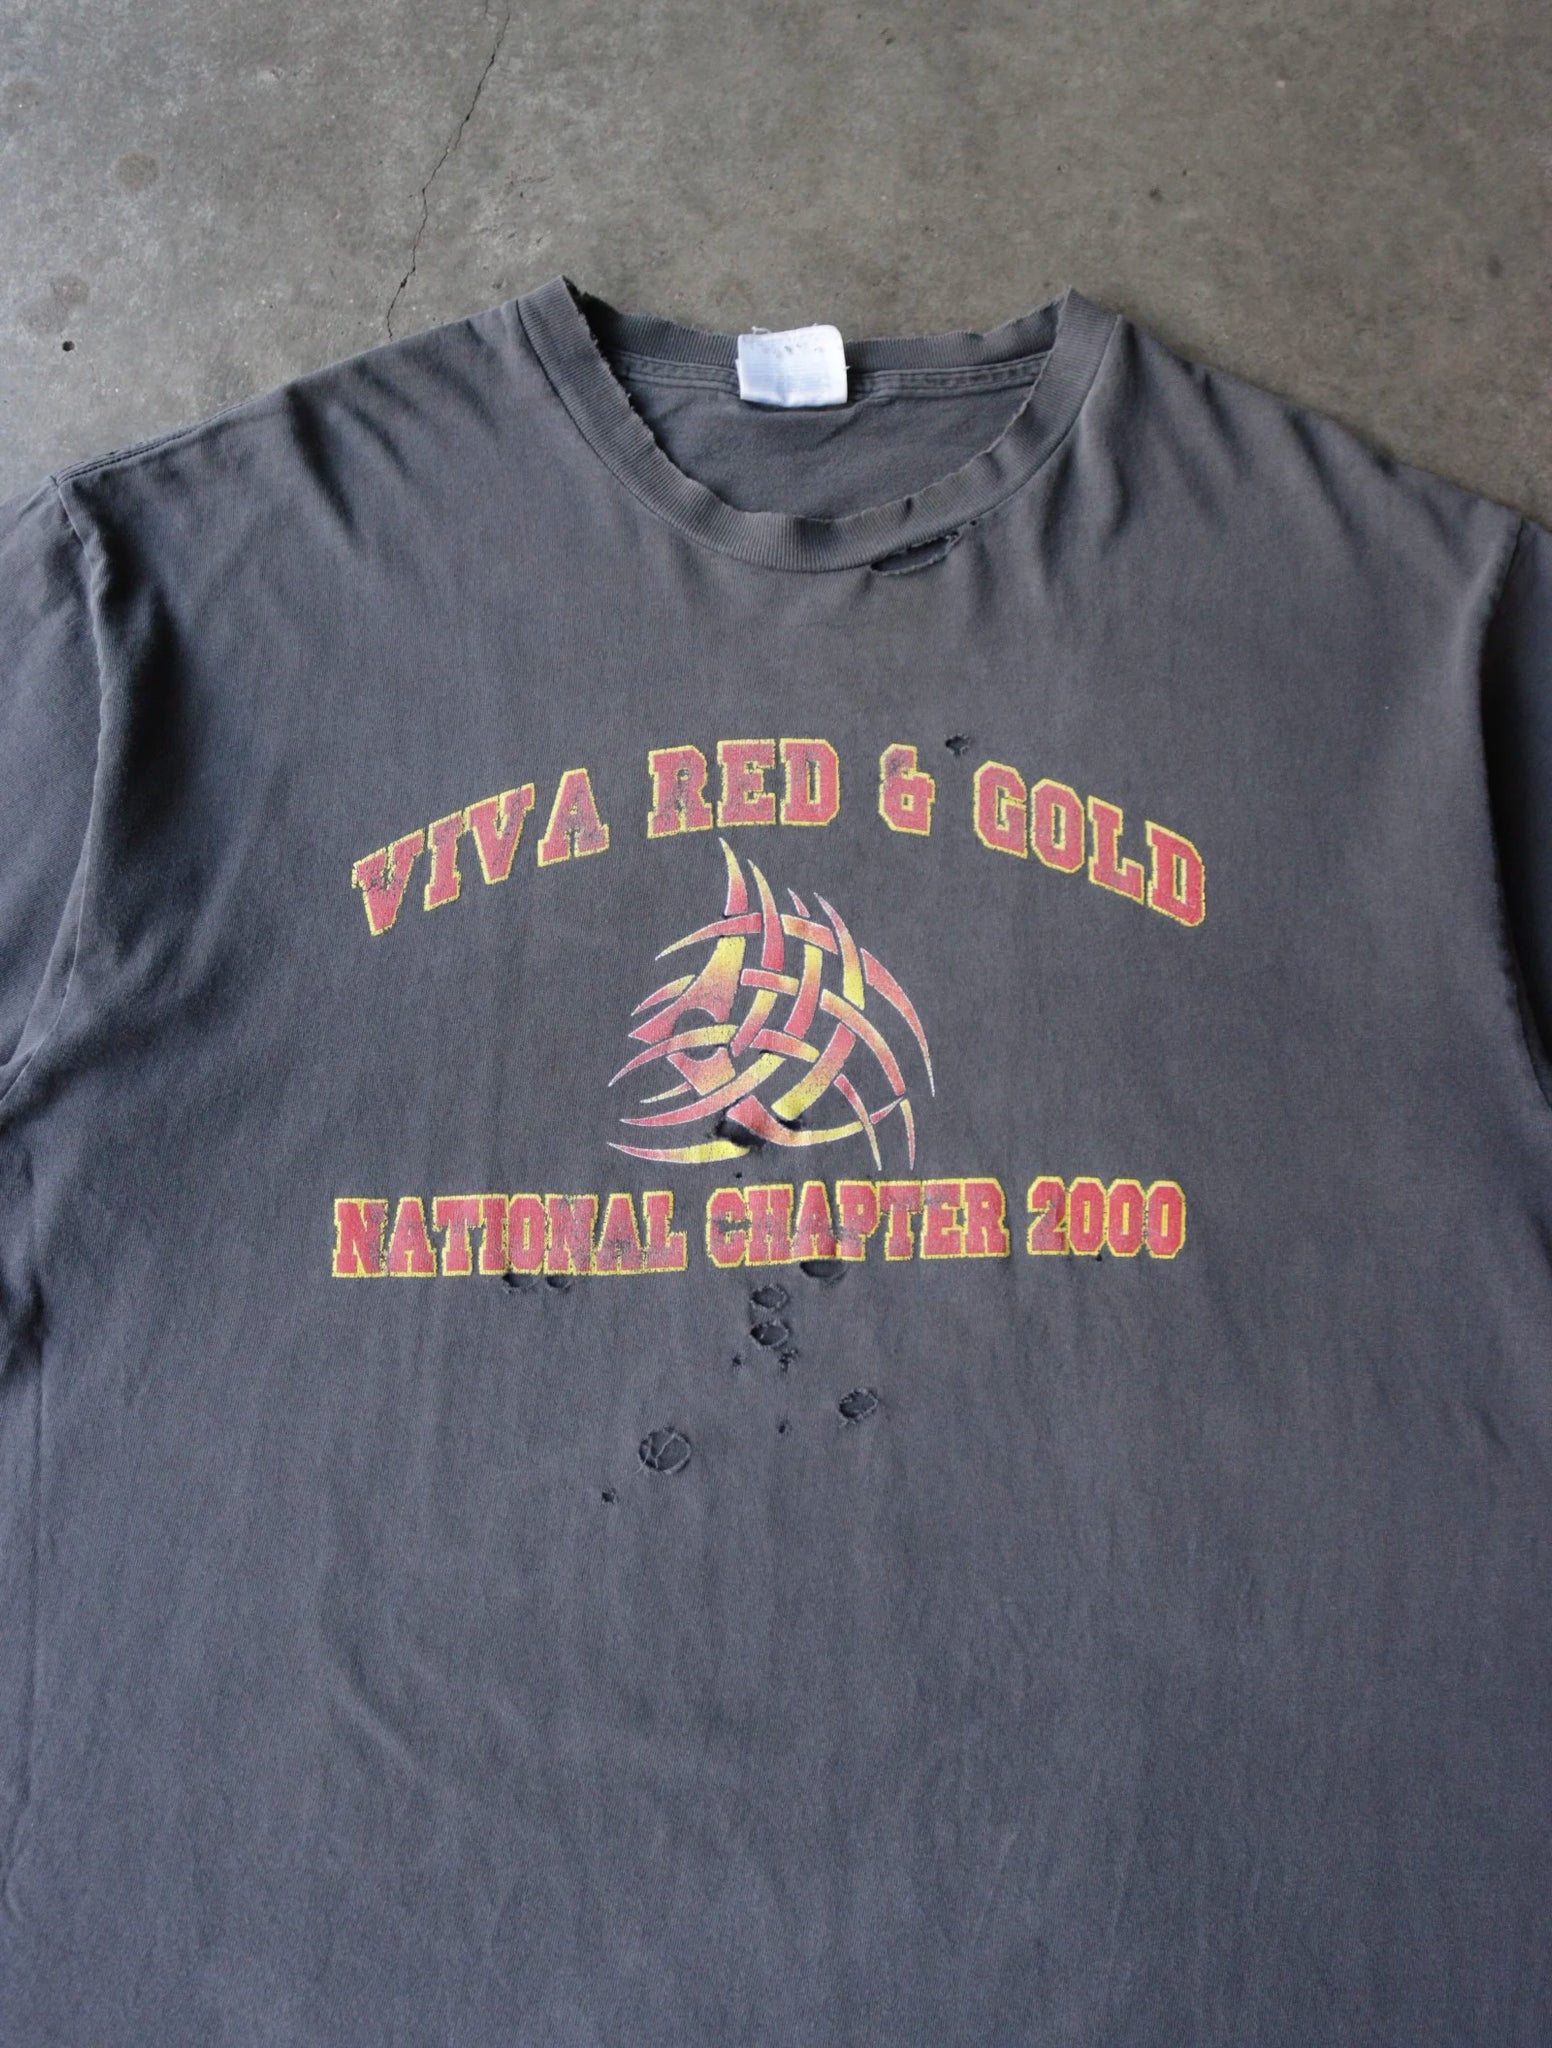 VIVA RED & GOLD
NATIONAL CHAPTER 2000